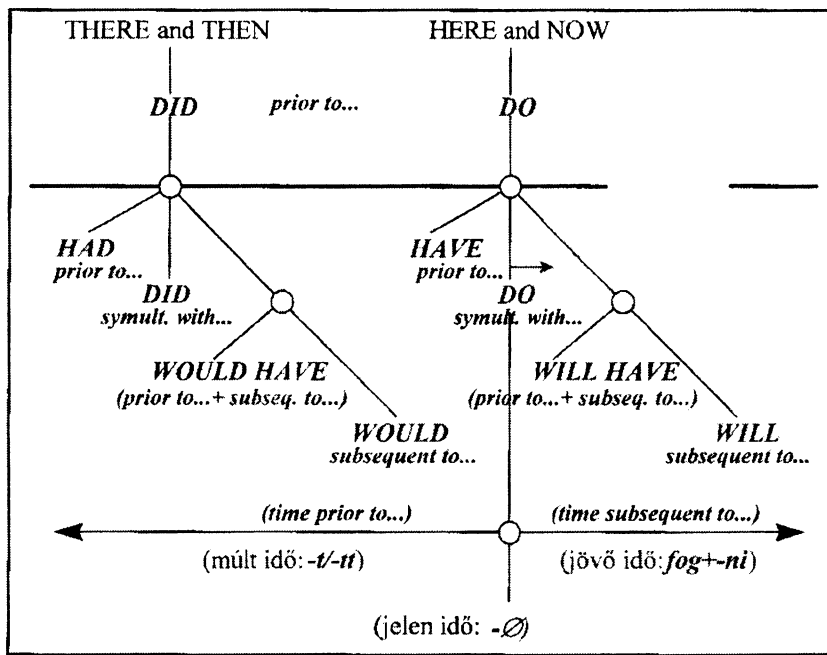 THERE and THEN HERE and NOW
DID prior to... DO
HAD HAVE
prior to... prior to...
DID DO
symult. with... symult. with...
WOULD HAVE WILL HAVE
(prior to...+ subseq. to...) (prior to...+ subseq. to...)
WOULD WILL
subsequent to... subsequent to...
(time prior to...) (time subsequent to...)
(múlt idő: -t/-tt) (jövő idő: fog+-ni)
(jelen idő: -∅)